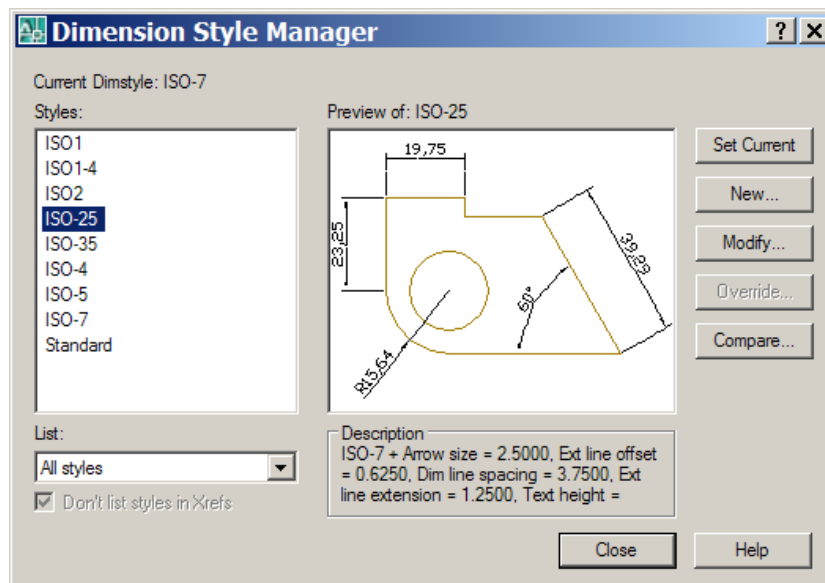 Dimension Style Manager
Current Dimstyle: ISO-7
Styles:
ISO1
ISO1-4
ISO2
ISO-25
ISO-35
ISO-4
ISO-5
ISO-7
Standard
List:
All styles
Don't list styles in Xrefs
Preview of: ISO-25
19,75
23,25
39,29
60°
R15,64
Description
ISO-7 + Arrow size = 2.5000, Ext line offset
= 0.6250, Dim line spacing = 3.7500, Ext
line extension = 1.2500, Text height =
Set Current
New...
Modify...
Override...
Compare...
Close
Help